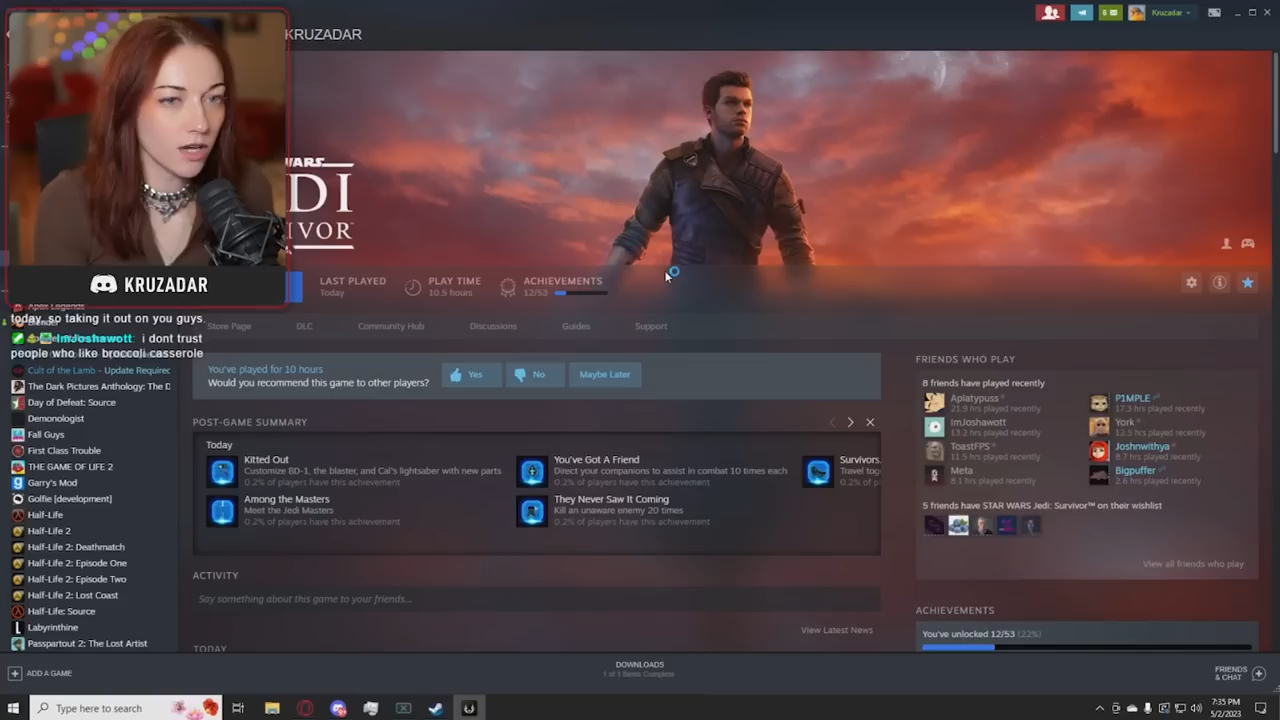 KRUZADAR
Kruzadar
WARS
DI
IVOR
KRUZADAR
LAST PLAYED
Today
PLAY TIME
10.5 hours
ACHIEVEMENTS
12/53
Apex Legends
today, so taking it out on you guys.
ImJoshawott: i dont trust
people who like broccoli casserole
Store Page
DLC
Community Hub
Discussions
Guides
Support
Cult of the Lamb - Update Required
The Dark Pictures Anthology: The D
Day of Defeat: Source
Demonologist
Fall Guys
First Class Trouble
THE GAME OF LIFE 2
Garry's Mod
Golfie [development]
Half-Life
Half-Life 2
Half-Life 2: Deathmatch
Half-Life 2: Episode One
Half-Life 2: Episode Two
Half-Life 2: Lost Coast
Half-Life: Source
Labyrinthine
Passpartout 2: The Lost Artist
You've played for 10 hours
Would you recommend this game to other players?
Yes
No
Maybe Later
POST-GAME SUMMARY
Today
Kitted Out
Customize BD-1, the blaster, and Cal's lightsaber with new parts
0.2% of players have this achievement
You've Got A Friend
Direct your companions to assist in combat 10 times each
0.2% of players have this achievement
Survivors.
Travel tog
0.2% of p
Among the Masters
Meet the Jedi Masters
0.2% of players have this achievement
They Never Saw It Coming
Kill an unaware enemy 20 times
0.2% of players have this achievement
ACTIVITY
Say something about this game to your friends...
View Latest News
TODAY
FRIENDS WHO PLAY
8 friends have played recently
Aplatypuss
21.9 hrs played recently
P1MPLE
17.3 hrs played recently
ImJoshawott
13.2 hrs played recently
York
12.5 hrs played recently
ToastFPS
11.5 hrs played recently
Joshnwithya
8.7 hrs played recently
Meta
8.1 hrs played recently
Bigpuffer
2.6 hrs played recently
5 friends have STAR WARS Jedi: Survivor™ on their wishlist
View all friends who play
ACHIEVEMENTS
You've unlocked 12/53 (22%)
ADD A GAME
DOWNLOADS
1 of 1 Items Complete
FRIENDS
& CHAT
Type here to search
7:35 PM
5/2/2023